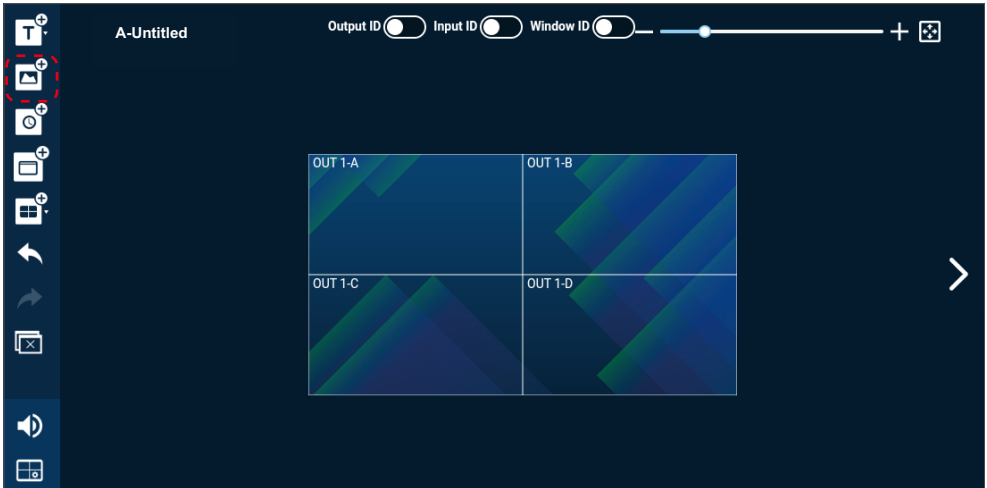 A-Untitled
Output ID
Input ID
Window ID
OUT 1-A
OUT 1-B
OUT 1-C
OUT 1-D